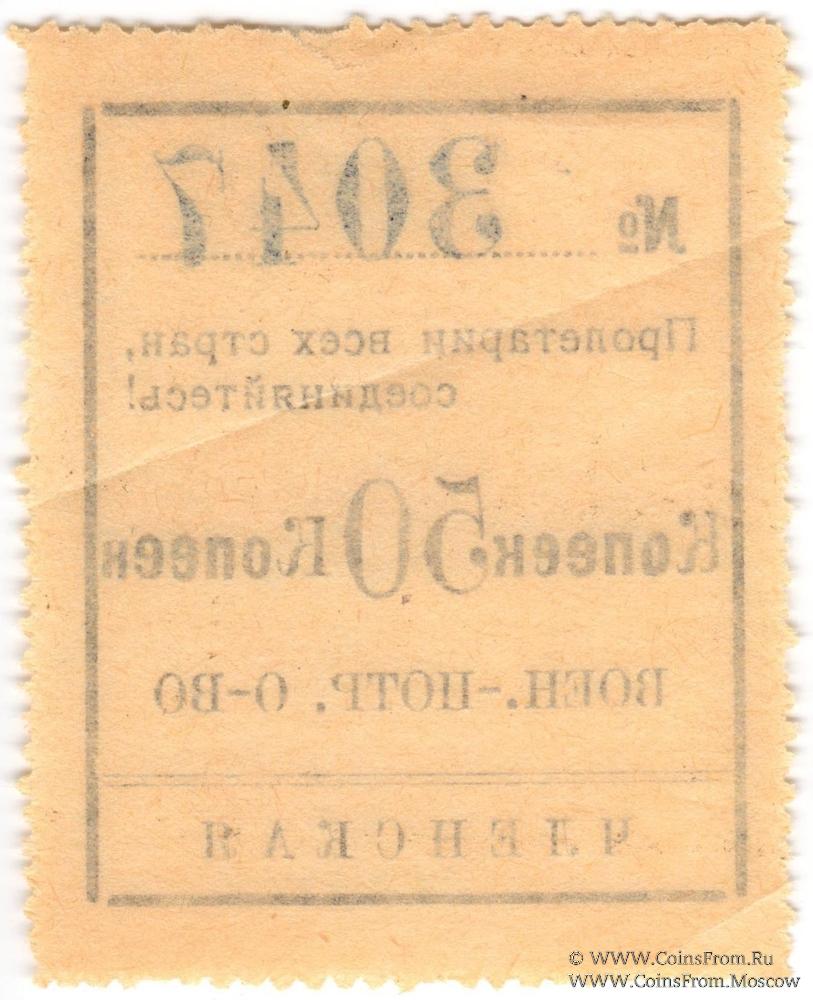 № 3047
Пролетарии всех стран,
соединяйтесь!
Копеек 50 Копеек
ВОЕН.-ПОТР. О-ВО
ЧЛЕНСКАЯ
© WWW.CoinsFrom.Ru
WWW.CoinsFrom.Moscow